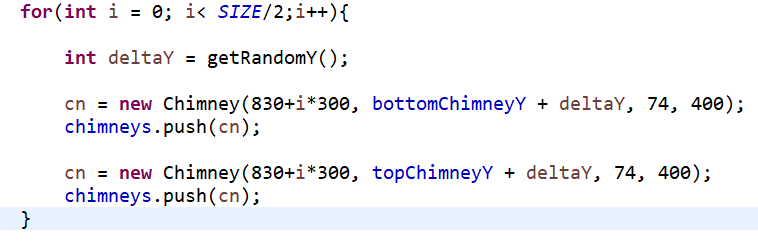 for(int i = 0; i< SIZE/2;i++){
int deltaY = getRandomY();
cn = new Chimney(830+i*300, bottomChimneyY + deltaY, 74, 400);
chimneys.push(cn);
cn = new Chimney(830+i*300, topChimneyY + deltaY, 74, 400);
chimneys.push(cn);
}